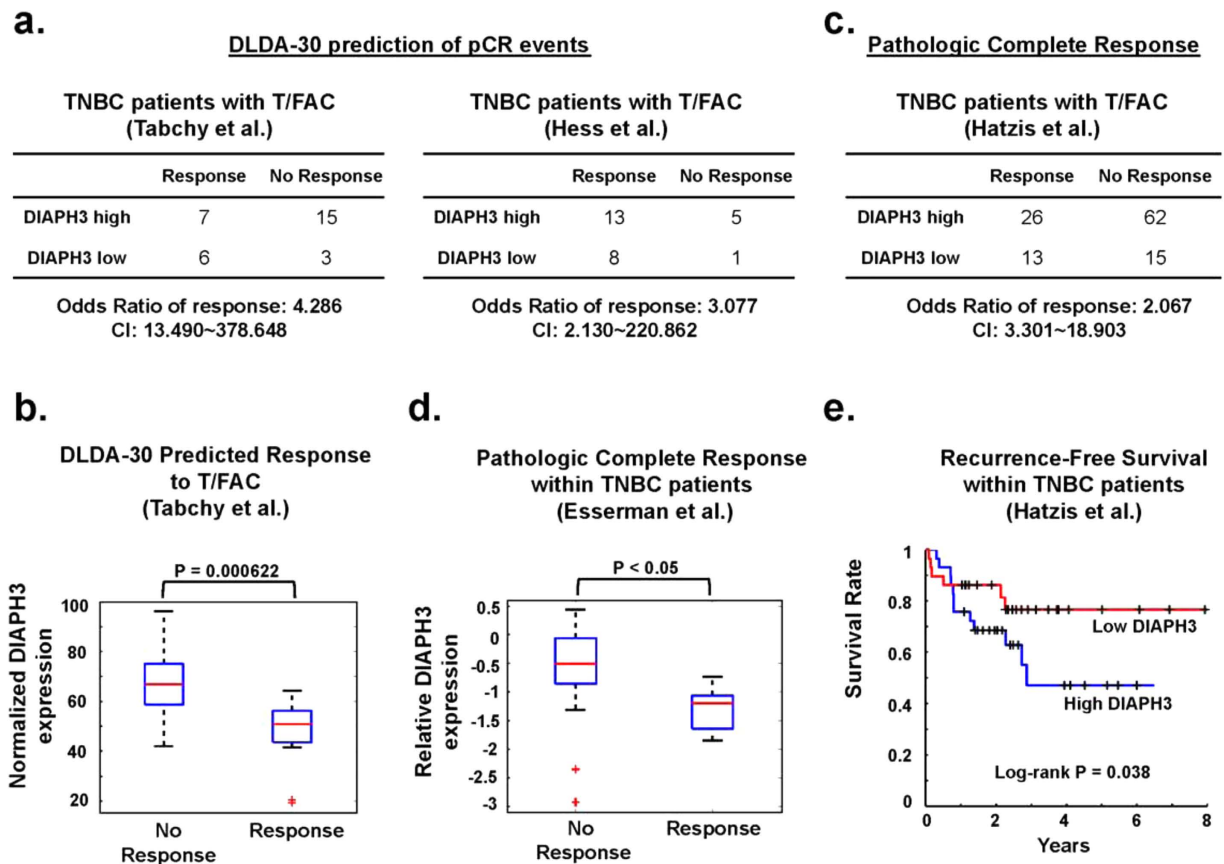 a.
DLDA-30 prediction of pCR events
TNBC patients with T/FAC
(Tabchy et al.)
Response No Response
DIAPH3 high 7 15
DIAPH3 low 6 3
Odds Ratio of response: 4.286
CI: 13.490~378.648
TNBC patients with T/FAC
(Hess et al.)
Response No Response
DIAPH3 high 13 5
DIAPH3 low 8 1
Odds Ratio of response: 3.077
CI: 2.130~220.862
c.
Pathologic Complete Response
TNBC patients with T/FAC
(Hatzis et al.)
Response No Response
DIAPH3 high 26 62
DIAPH3 low 13 15
Odds Ratio of response: 2.067
CI: 3.301~18.903
b.
DLDA-30 Predicted Response
to T/FAC
(Tabchy et al.)
P = 0.000622
Normalized DIAPH3
expression
100
80
60
40
20
No
Response
Response
d.
Pathologic Complete Response
within TNBC patients
(Esserman et al.)
P < 0.05
Relative DIAPH3
expression
0.5
0
-0.5
-1
-1.5
-2
-2.5
-3
No
Response
Response
e.
Recurrence-Free Survival
within TNBC patients
(Hatzis et al.)
Survival Rate
1
0.8
0.6
0.4
0.2
0
Low DIAPH3
High DIAPH3
Log-rank P = 0.038
0 2 4 6 8
Years